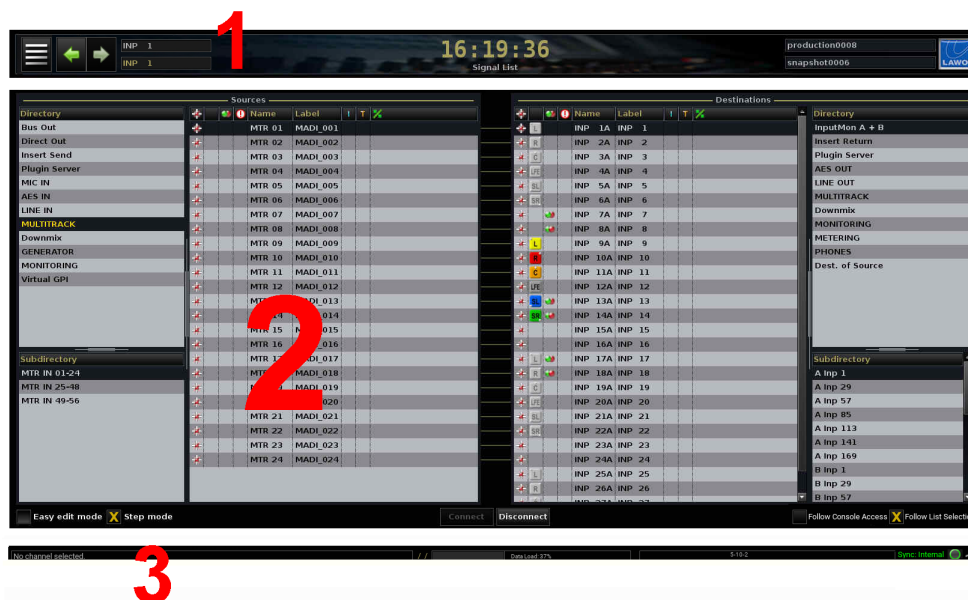 1
INP 1
INP 1
16:19:36
Signal List
production0008
snapshot0006
LAWO
Sources
Destinations
Directory
Bus Out
Direct Out
Insert Send
Plugin Server
MIC IN
AES IN
LINE IN
MULTITRACK
Downmix
GENERATOR
MONITORING
Virtual GPI
Subdirectory
MTR IN 01-24
MTR IN 25-48
MTR IN 49-56
Name Label ! T
MTR 01 MADI_001
MTR 02 MADI_002
MTR 03 MADI_003
MTR 04 MADI_004
MTR 05 MADI_005
MTR 06 MADI_006
MTR 07 MADI_007
MTR 08 MADI_008
MTR 09 MADI_009
MTR 10 MADI_010
MTR 11 MADI_011
MTR 12 MADI_012
MADI_013
014
MTR 15
MTR 16
MADI_018
MTR 21 MADI_021
MTR 22 MADI_022
MTR 23 MADI_023
MTR 24 MADI_024
2
Name Label ! T
L INP 1A INP 1
R INP 2A INP 2
C INP 3A INP 3
LFE INP 4A INP 4
SL INP 5A INP 5
SR INP 6A INP 6
INP 7A INP 7
INP 8A INP 8
L INP 9A INP 9
R INP 10A INP 10
C INP 11A INP 11
LFE INP 12A INP 12
SL INP 13A INP 13
SR INP 14A INP 14
INP 15A INP 15
INP 16A INP 16
L INP 17A INP 17
R INP 18A INP 18
C INP 19A INP 19
LFE INP 20A INP 20
SL INP 21A INP 21
SR INP 22A INP 22
INP 23A INP 23
INP 24A INP 24
L INP 25A INP 25
R INP 26A INP 26
Directory
InputMon A + B
Insert Return
Plugin Server
AES OUT
LINE OUT
MULTITRACK
Downmix
MONITORING
METERING
PHONES
Dest. of Source
Subdirectory
A Inp 1
A Inp 29
A Inp 57
A Inp 85
A Inp 113
A Inp 141
A Inp 169
B Inp 1
B Inp 29
B Inp 57
Easy edit mode X Step mode
Connect Disconnect
Follow Console Access X Follow List Selectio
No channel selected. // Data Load: 37% 5-10-2 Sync: Internal
3